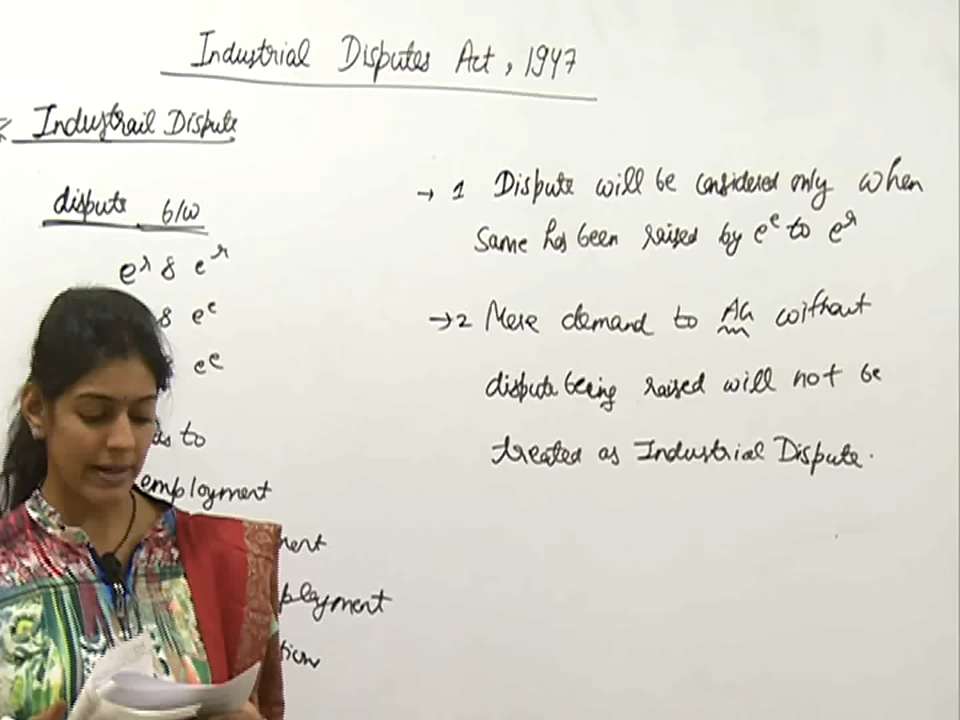 Industrial Disputes Act, 1947
Industrail Dispute
dispute b/w
eʳ & eʳ
& eᵉ
eᵉ
as to
employment
ment
ployment
tion
→ 1 Dispute will be considered only when
same has been raised by eᵉ to eʳ
→ 2 Mere demand to AG without
dispute being raised will not be
treated as Industrial Dispute.